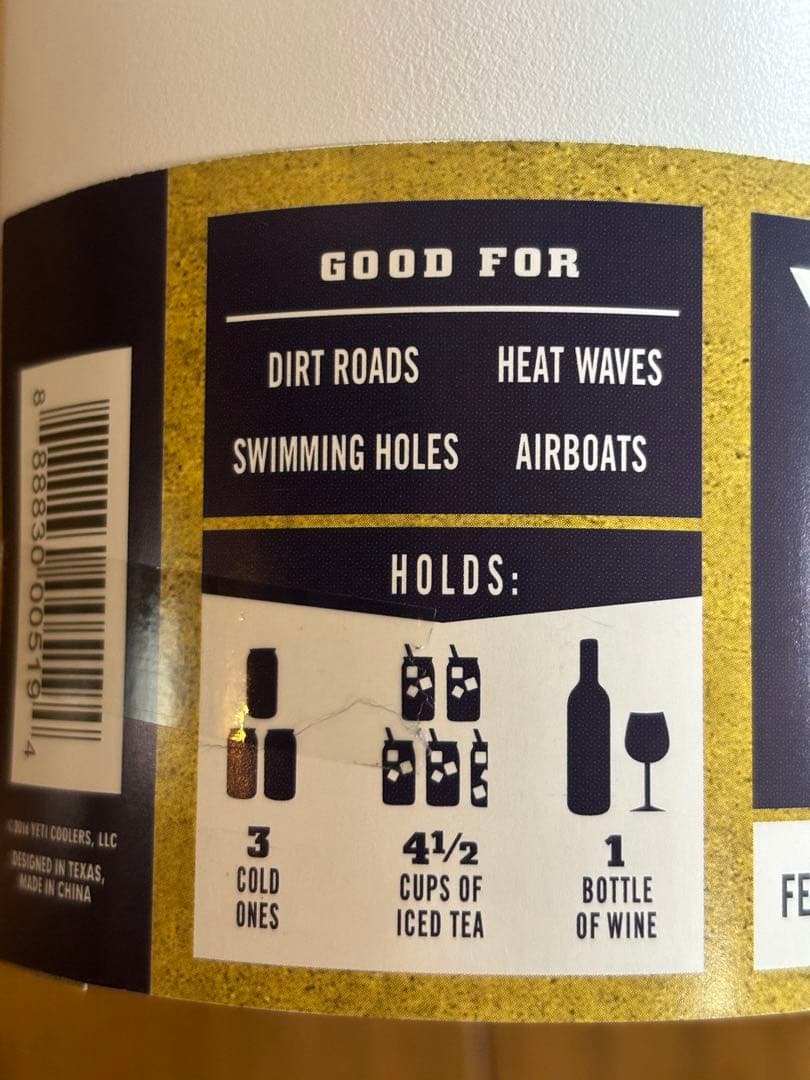 GOOD FOR
DIRT ROADS HEAT WAVES
SWIMMING HOLES AIRBOATS
HOLDS:
3
COLD
ONES
4½
CUPS OF
ICED TEA
1
BOTTLE
OF WINE
8 88830 00519 4
©2016 YETI COOLERS, LLC
DESIGNED IN TEXAS,
MADE IN CHINA
FE